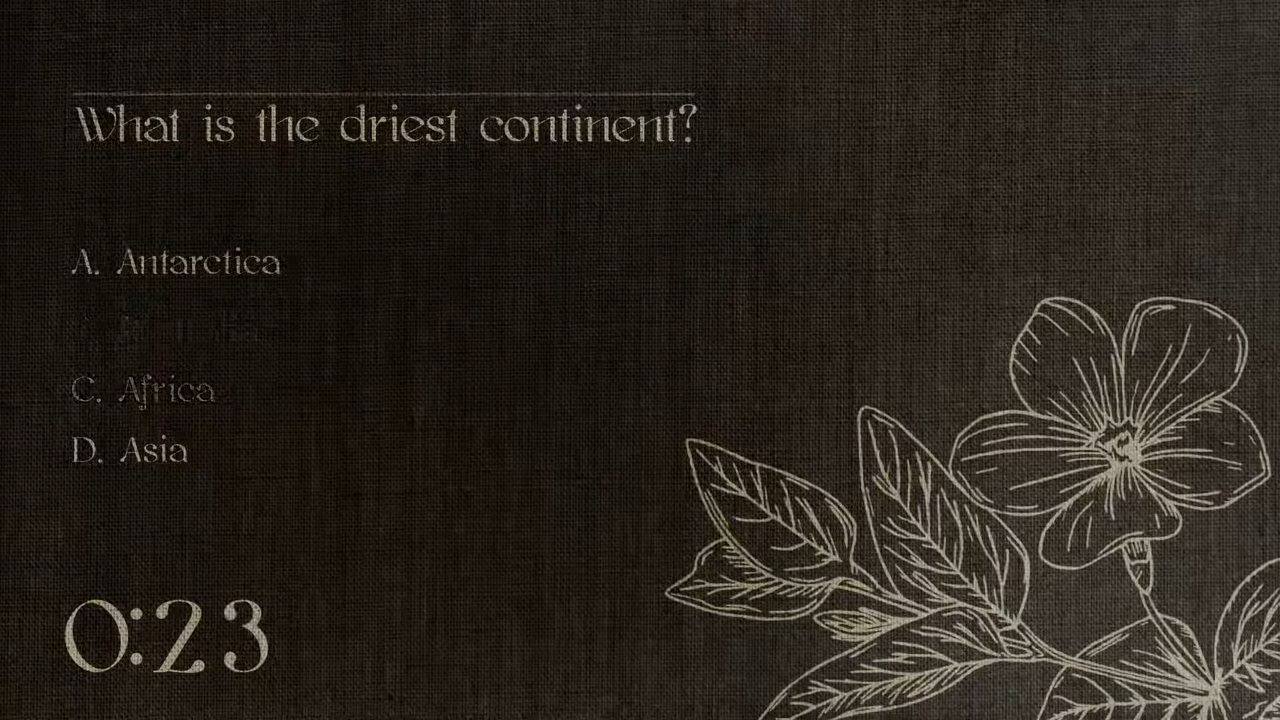 What is the driest continent?
A. Antarctica
C. Africa
D. Asia
0:23